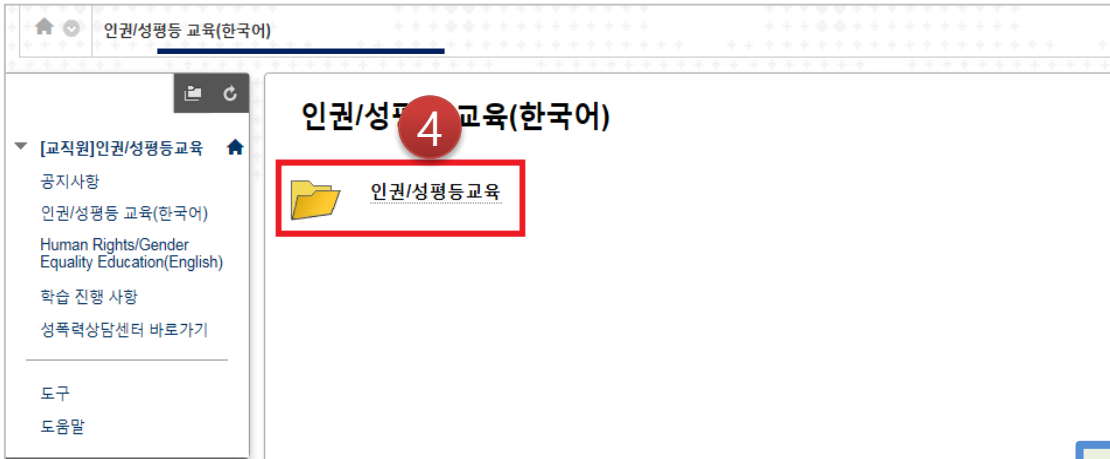 인권/성평등 교육(한국어)
인권/성 교육(한국어)
4
[교직원]인권/성평등교육
공지사항
인권/성평등 교육(한국어)
Human Rights/Gender
Equality Education(English)
학습 진행 사항
성폭력상담센터 바로가기
도구
도움말
인권/성평등교육